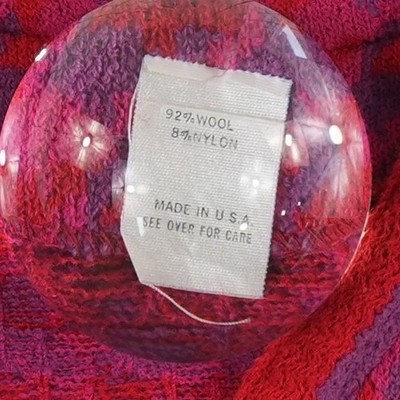 92% WOOL
8% NYLON
MADE IN U.S.A.
SEE OVER FOR CARE